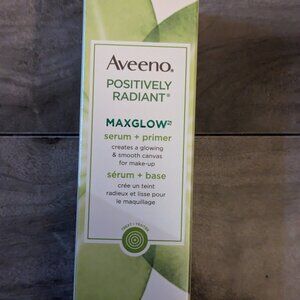 Aveeno®
POSITIVELY
RADIANT®
MAXGLOW
serum + primer
creates a glowing
& smooth canvas
for make-up
sérum + base
crée un teint
radieux et lisse pour
le maquillage